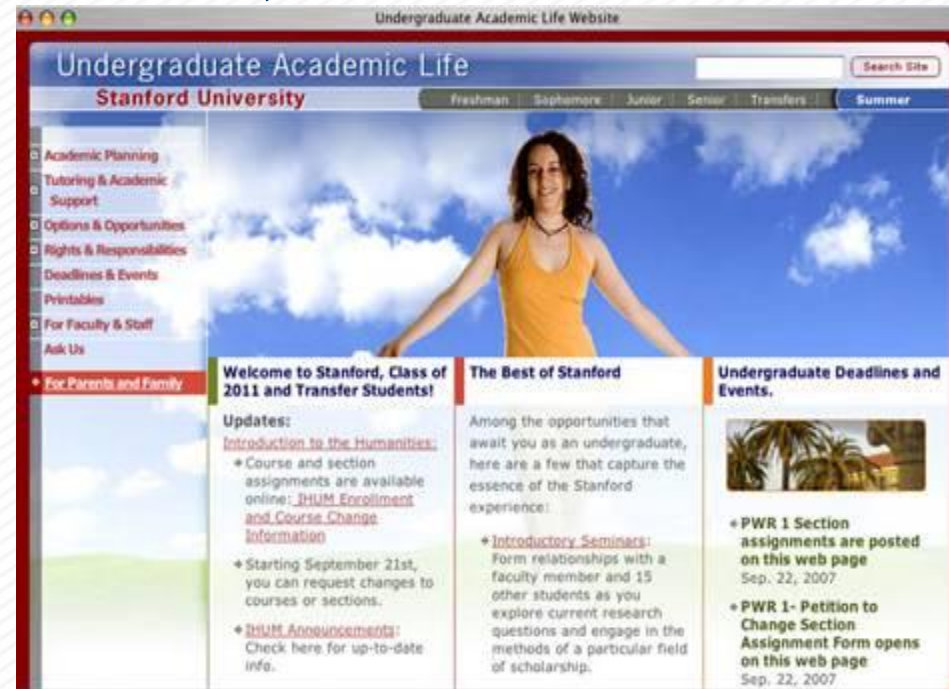 Undergraduate Academic Life Website
Undergraduate Academic Life
Search Site
Stanford University
Freshman Sophomore Junior Senior Transfers Summer
Academic Planning
Tutoring & Academic
Support
Options & Opportunities
Rights & Responsibilities
Deadlines & Events
Printables
For Faculty & Staff
Ask Us
For Parents and Family
Welcome to Stanford, Class of
2011 and Transfer Students!
Updates:
Introduction to the Humanities:
Course and section
assignments are available
online: IHUM Enrollment
and Course Change
Information
Starting September 21st,
you can request changes to
courses or sections.
IHUM Announcements:
Check here for up-to-date
info.
The Best of Stanford
Among the opportunities that
await you as an undergraduate,
here are a few that capture the
essence of the Stanford
experience:
Introductory Seminars:
Form relationships with a
faculty member and 15
other students as you
explore current research
questions and engage in the
methods of a particular field
of scholarship.
Undergraduate Deadlines and
Events.
PWR 1 Section
assignments are posted
on this web page
Sep. 22, 2007
PWR 1- Petition to
Change Section
Assignment Form opens
on this web page
Sep. 22, 2007